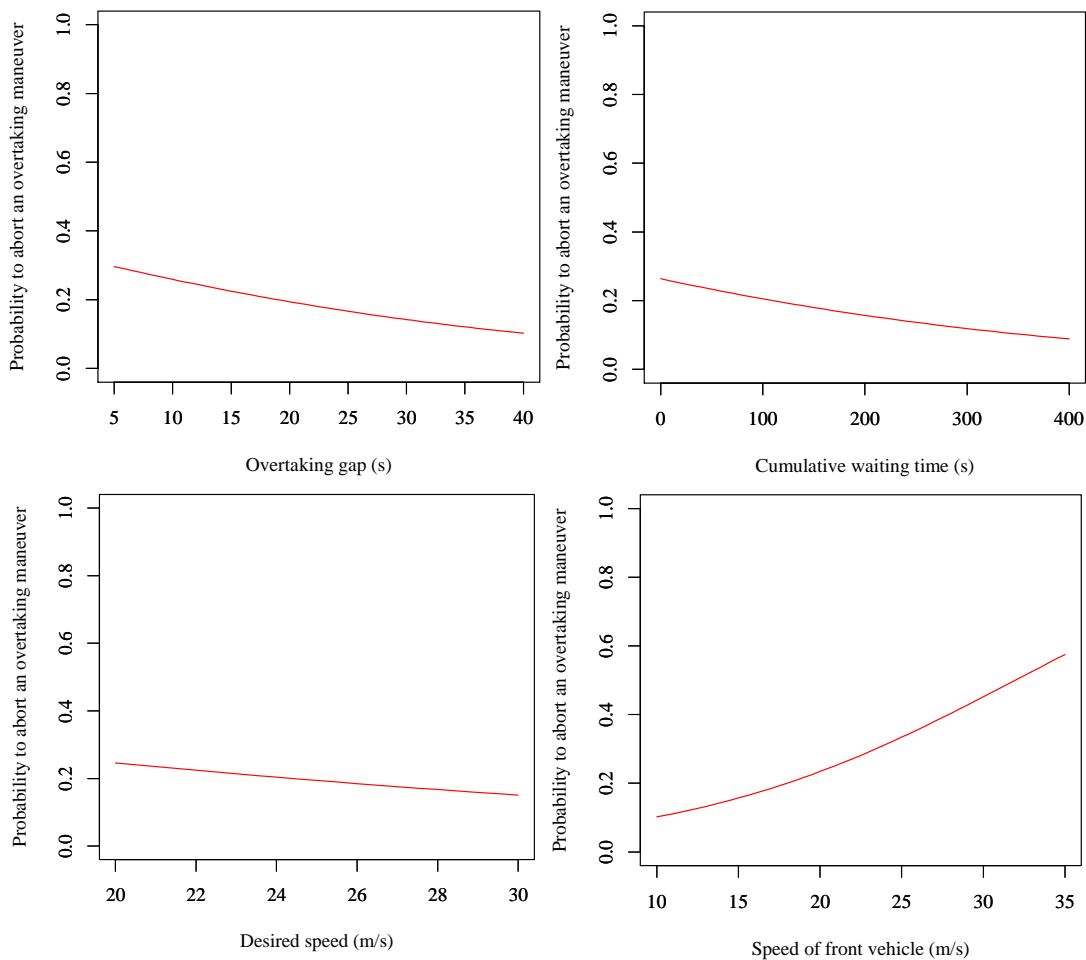 Probability to abort an overtaking maneuver
1.0
0.8
0.6
0.4
0.2
0.0
5 10 15 20 25 30 35 40
Overtaking gap (s)
Probability to abort an overtaking maneuver
1.0
0.8
0.6
0.4
0.2
0.0
0 100 200 300 400
Cumulative waiting time (s)
Probability to abort an overtaking maneuver
1.0
0.8
0.6
0.4
0.2
0.0
20 22 24 26 28 30
Desired speed (m/s)
Probability to abort an overtaking maneuver
1.0
0.8
0.6
0.4
0.2
0.0
10 15 20 25 30 35
Speed of front vehicle (m/s)